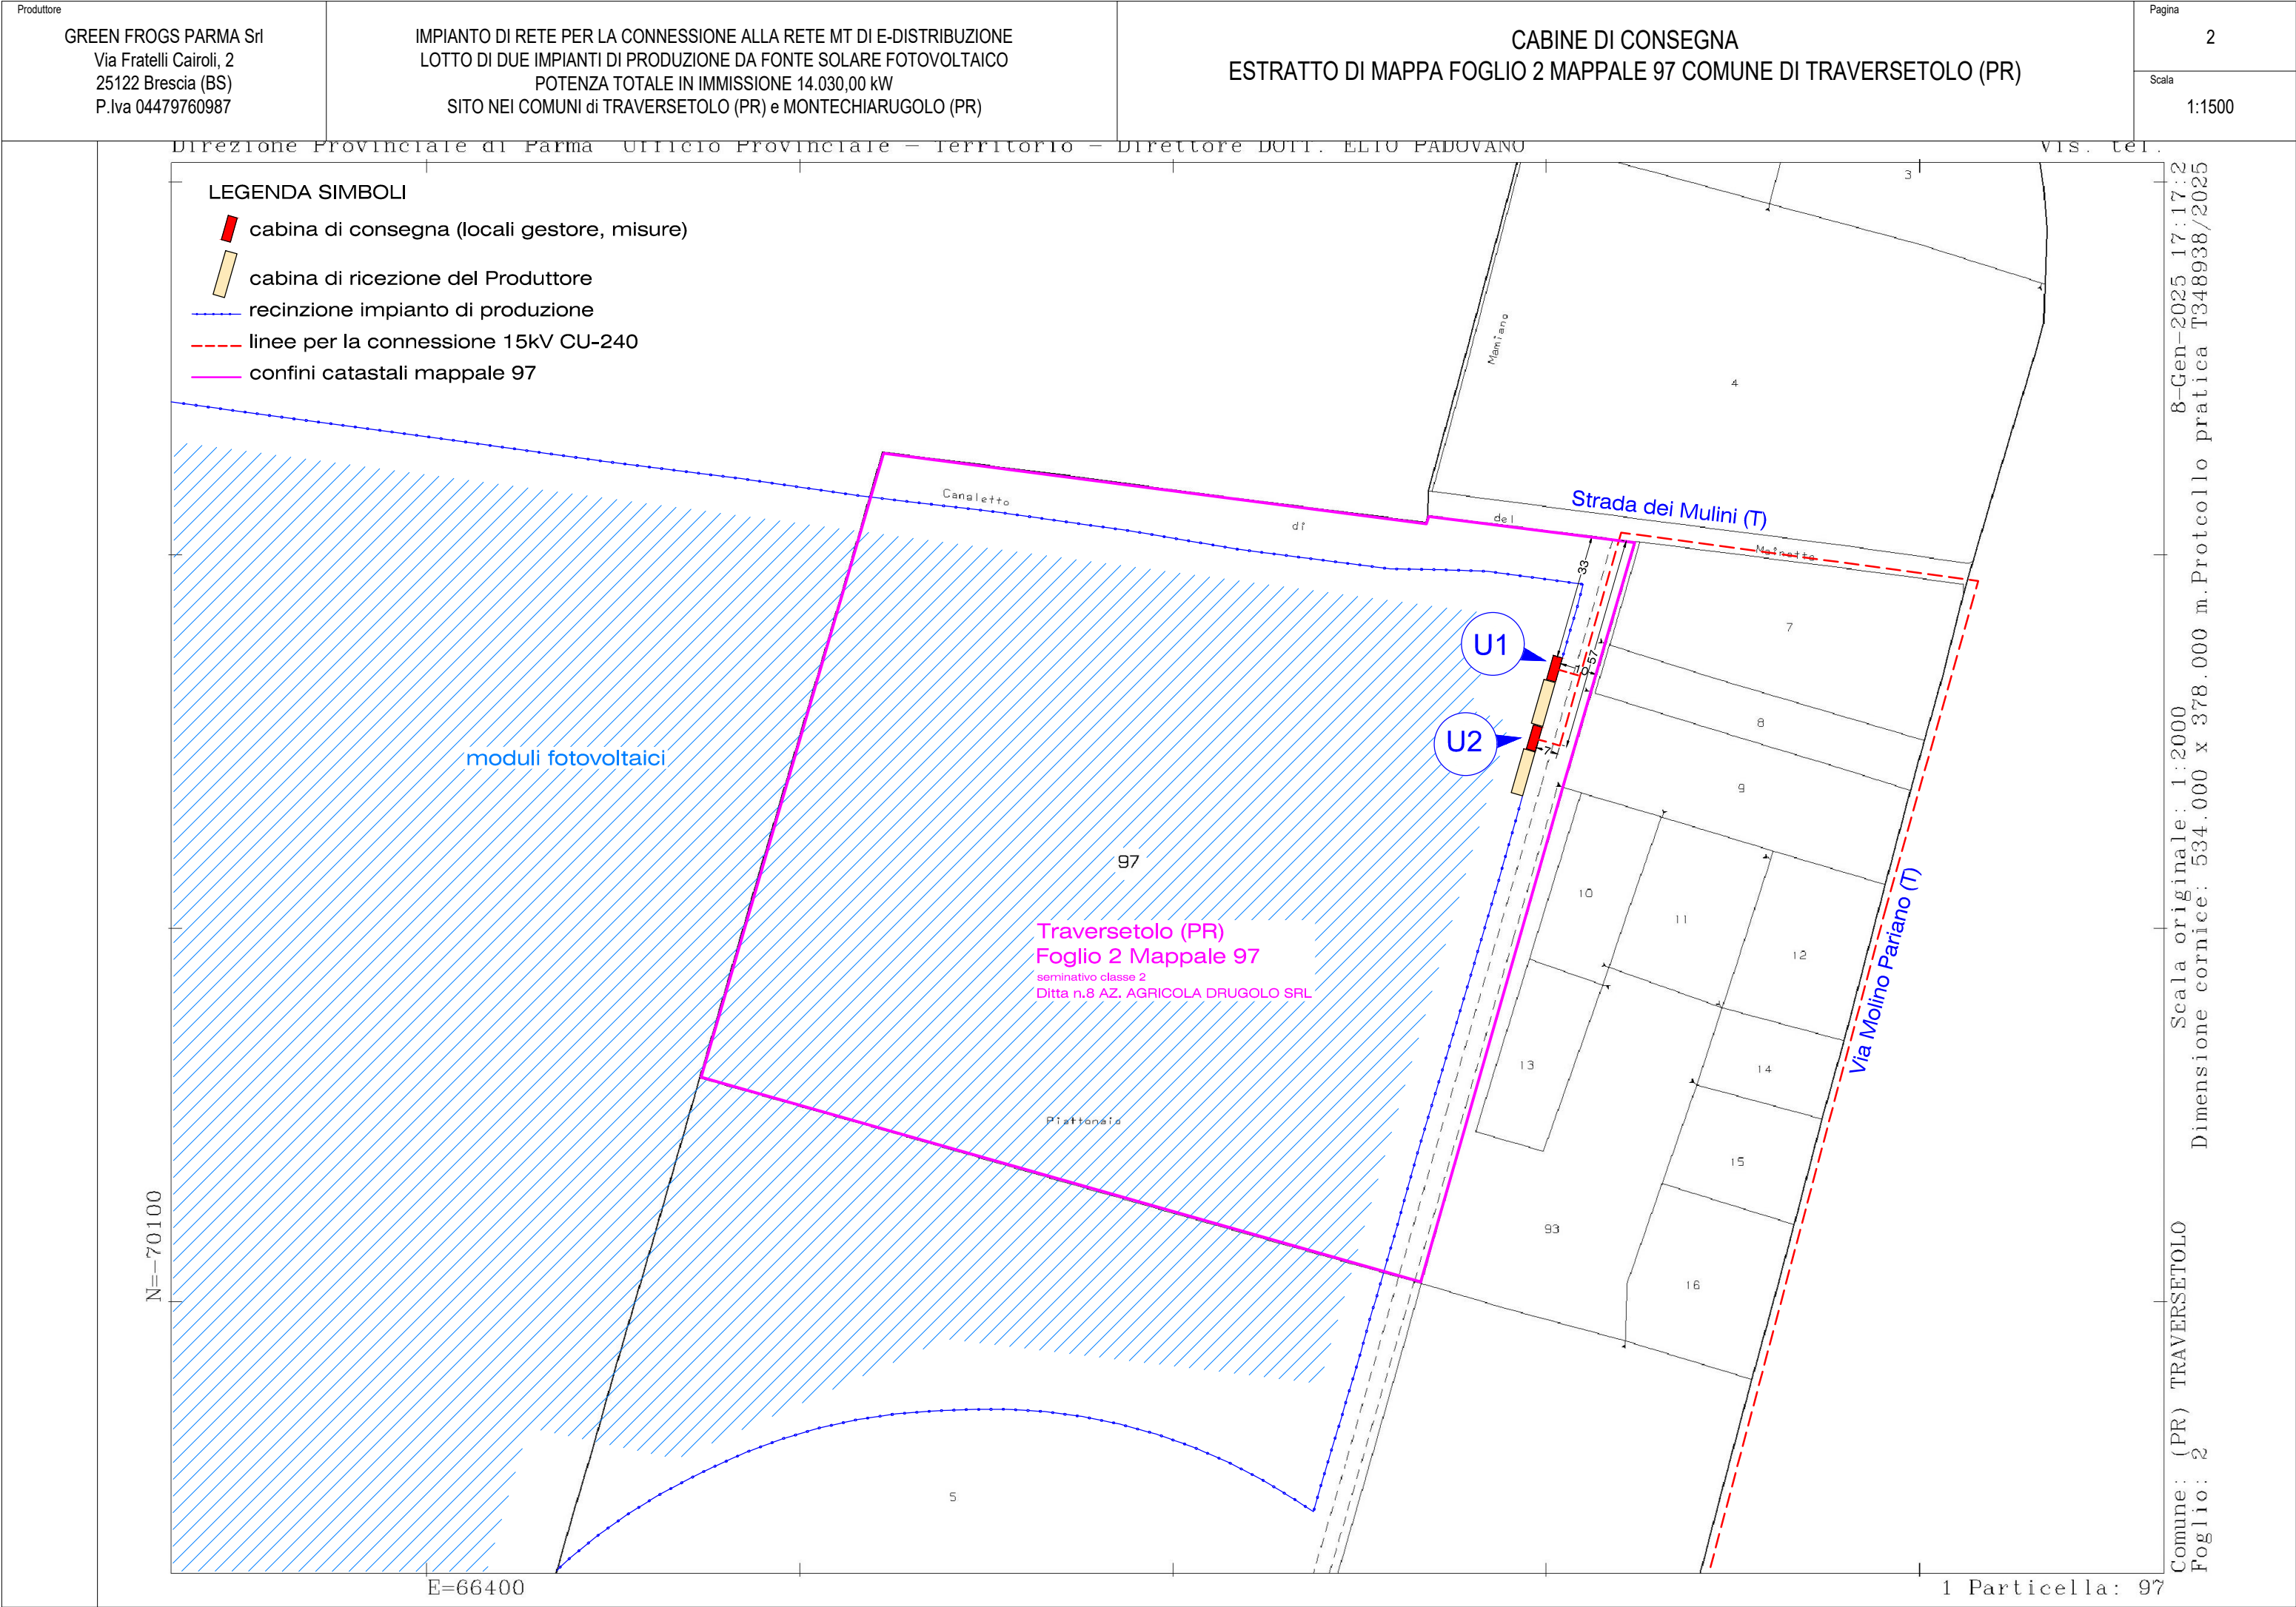 Produttore
GREEN FROGS PARMA Srl
Via Fratelli Cairoli, 2
25122 Brescia (BS)
P.Iva 04479760987
IMPIANTO DI RETE PER LA CONNESSIONE ALLA RETE MT DI E-DISTRIBUZIONE
LOTTO DI DUE IMPIANTI DI PRODUZIONE DA FONTE SOLARE FOTOVOLTAICO
POTENZA TOTALE IN IMMISSIONE 14.030,00 kW
SITO NEI COMUNI di TRAVERSETOLO (PR) e MONTECHIARUGOLO (PR)
CABINE DI CONSEGNA
ESTRATTO DI MAPPA FOGLIO 2 MAPPALE 97 COMUNE DI TRAVERSETOLO (PR)
Pagina
2
Scala
1:1500
Direzione Provinciale di Parma Ufficio Provinciale - Territorio - Direttore DOTT. ELIO PADOVANO
Vis. tel.
LEGENDA SIMBOLI
cabina di consegna (locali gestore, misure)
cabina di ricezione del Produttore
recinzione impianto di produzione
linee per la connessione 15kV CU-240
confini catastali mappale 97
3
Mamiano
4
Canaletto
di
del
Strada dei Mulini (T)
33
7
U1
10
57
8
U2
7
9
moduli fotovoltaici
97
10
11
12
Traversetolo (PR)
Foglio 2 Mappale 97
seminativo classe 2
Ditta n.8 AZ. AGRICOLA DRUGOLO SRL
Via Molino Pariano (T)
13
14
Piattonaia
15
93
16
5
N=-70100
E=66400
1 Particella: 97
8-Gen-2025 17:17:2
pratica T348938/2025
m.Protocollo
Scala originale: 1:2000
Dimensione cornice: 534.000 x 378.000
Comune: (PR) TRAVERSETOLO
Foglio: 2